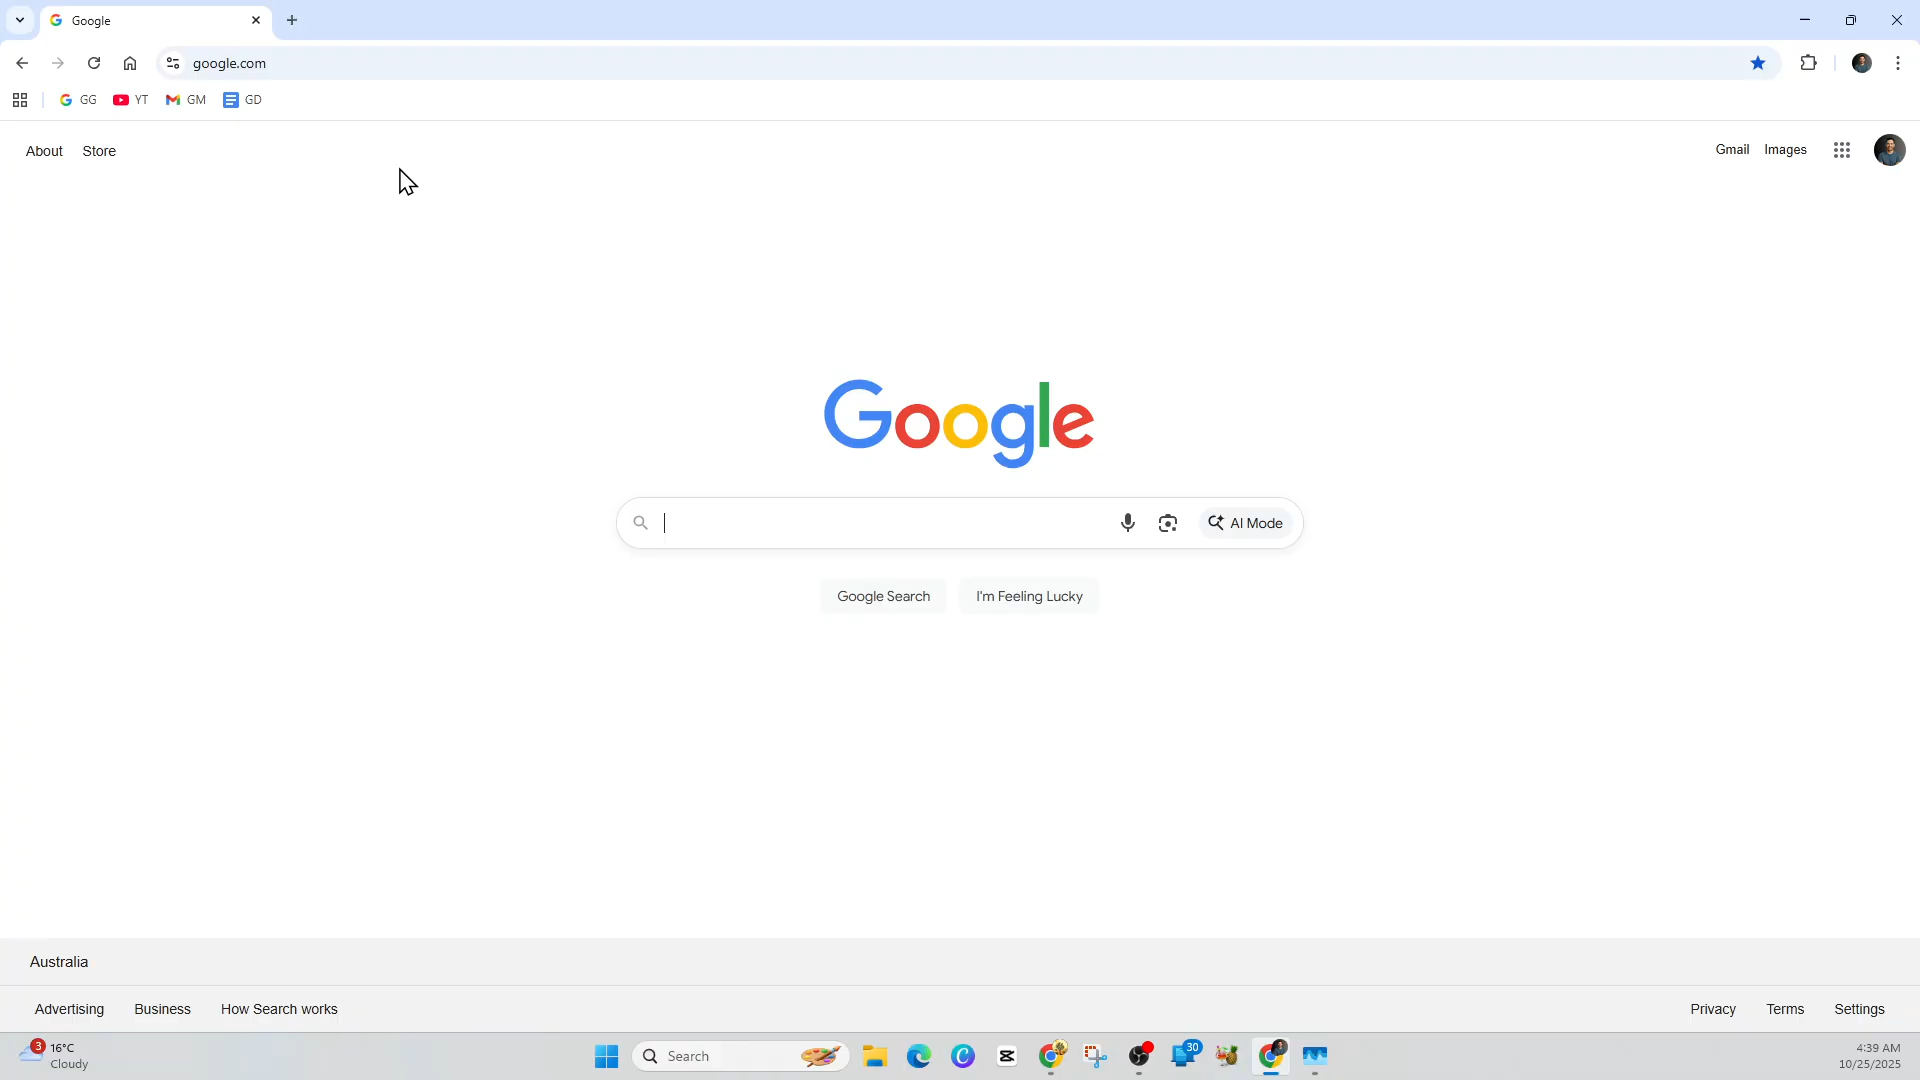 Google
google.com
GG YT GM GD
About Store Gmail Images
Google
AI Mode
Google Search I'm Feeling Lucky
Australia
Advertising Business How Search works Privacy Terms Settings
3 16°C
Cloudy
Search
30
4:39 AM
10/25/2025